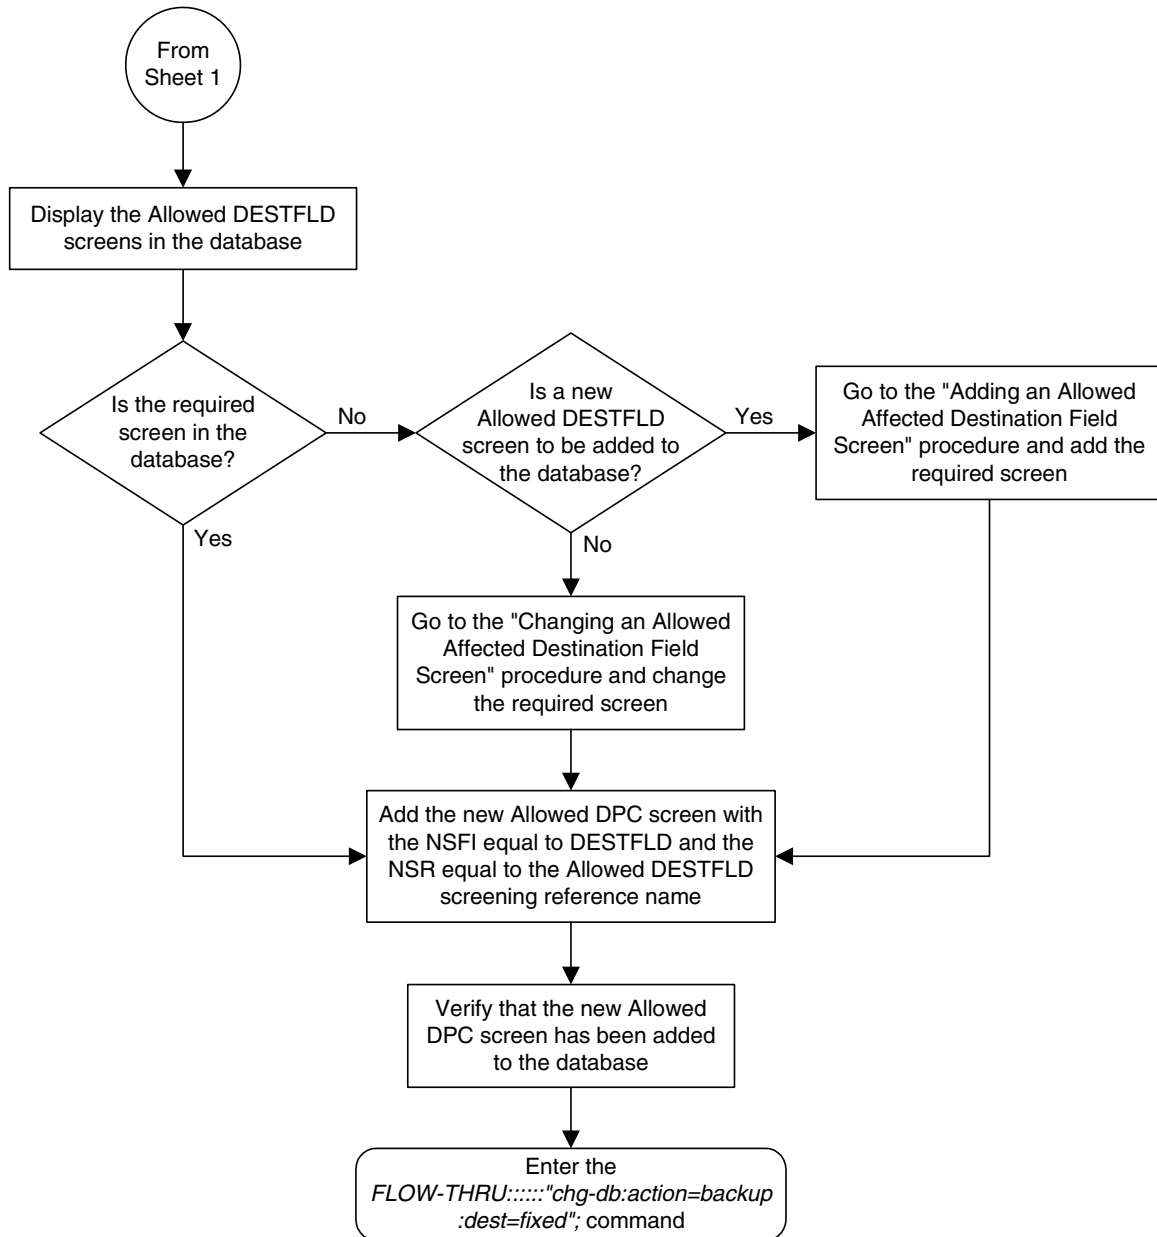 From
Sheet 1
Display the Allowed DESTFLD
screens in the database
Is the required
screen in the
database?
No
Yes
Is a new
Allowed DESTFLD
screen to be added to
the database?
Yes
No
Go to the "Adding an Allowed
Affected Destination Field
Screen" procedure and add the
required screen
Go to the "Changing an Allowed
Affected Destination Field
Screen" procedure and change
the required screen
Add the new Allowed DPC screen with
the NSFI equal to DESTFLD and the
NSR equal to the Allowed DESTFLD
screening reference name
Verify that the new Allowed
DPC screen has been added
to the database
Enter the
FLOW-THRU::::::"chg-db:action=backup
:dest=fixed"; command